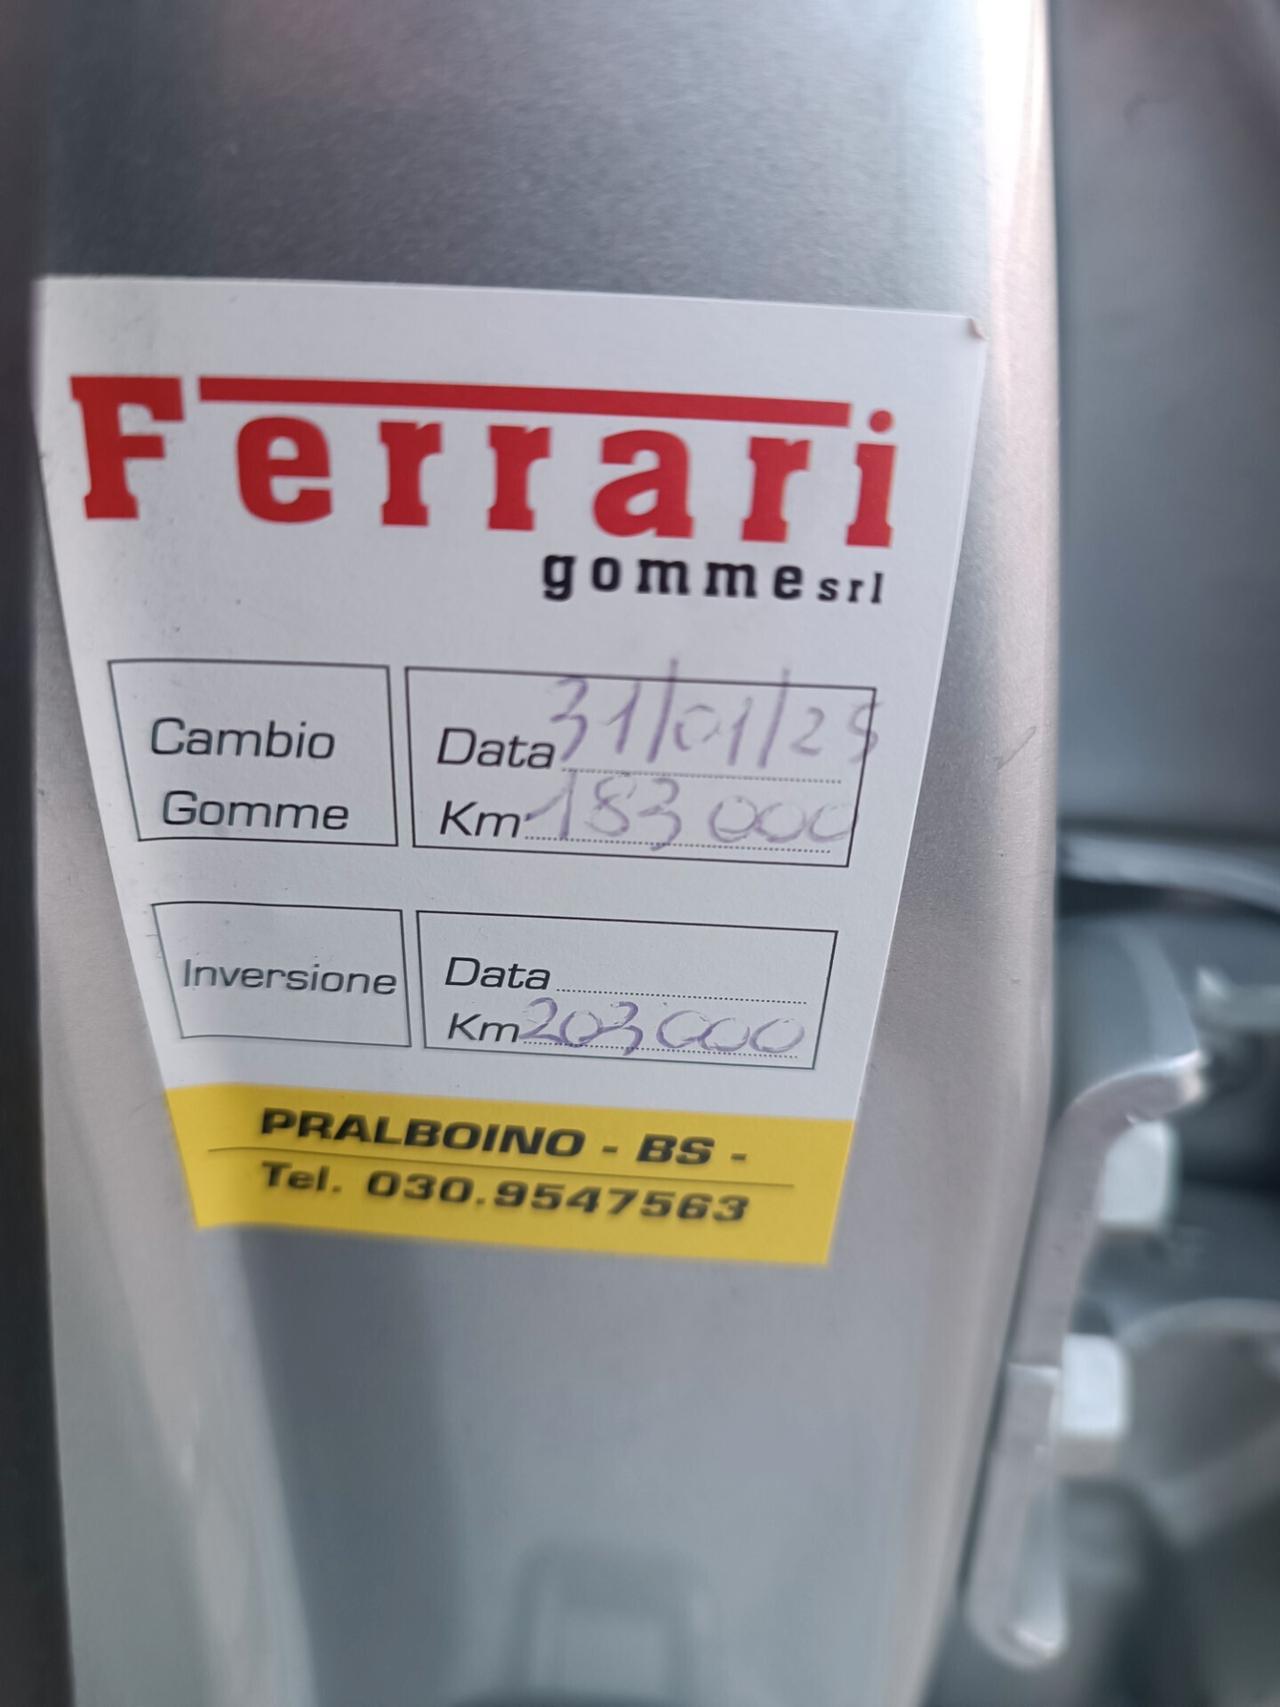 Ferrari
gomme srl
Cambio
Gomme
Data 31/01/25
Km 183000
Inversione
Data
Km 203000
PRALBOINO - BS -
Tel. 030.9547563